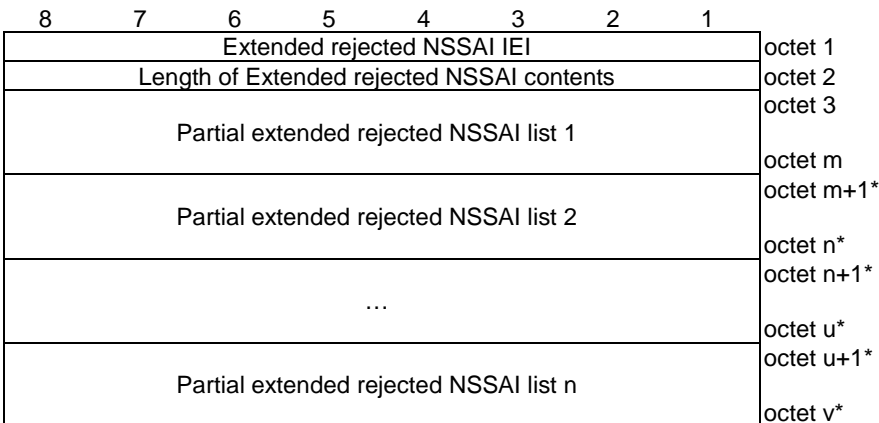 8 7 6 5 4 3 2 1
Extended rejected NSSAI IEI octet 1
Length of Extended rejected NSSAI contents octet 2
octet 3
Partial extended rejected NSSAI list 1
octet m
octet m+1*
Partial extended rejected NSSAI list 2
octet n*
octet n+1*
…
octet u*
octet u+1*
Partial extended rejected NSSAI list n
octet v*